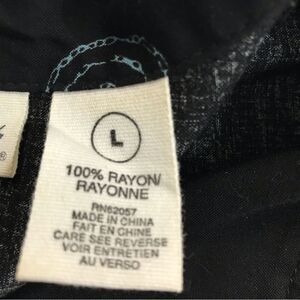 L
100% RAYON/
RAYONNE
RN62057
MADE IN CHINA
FAIT EN CHINE
CARE SEE REVERSE
VOIR ENTRETIEN
AU VERSO
®